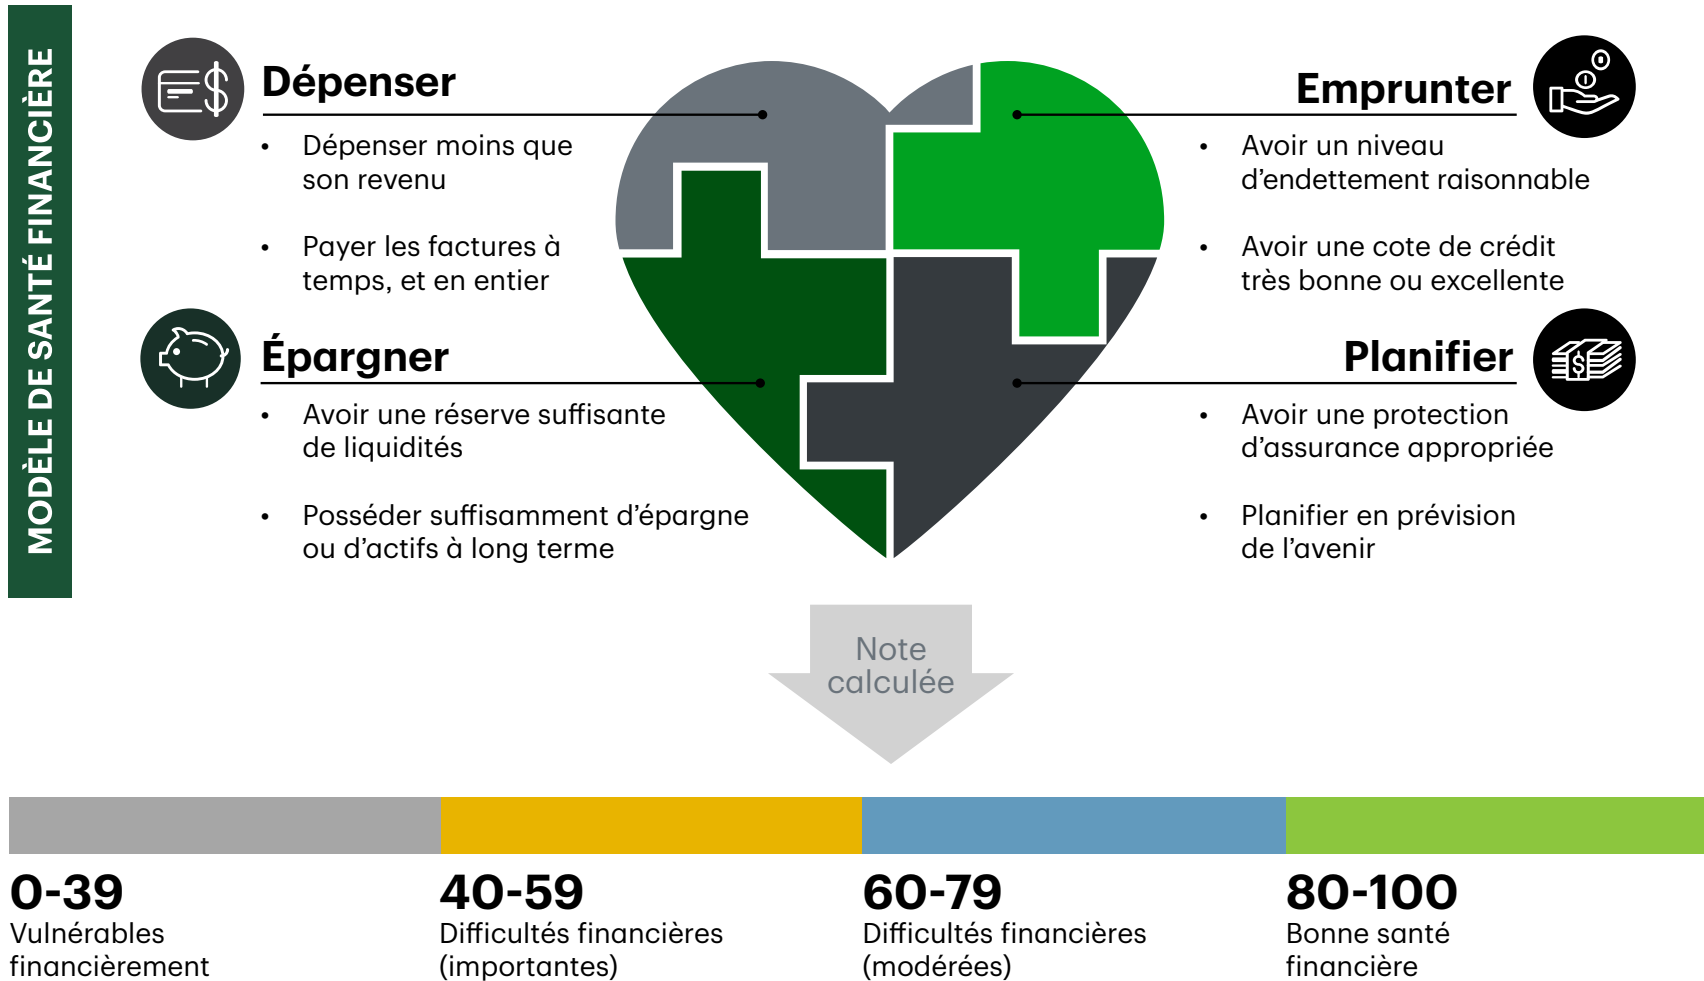 MODÈLE DE SANTÉ FINANCIÈRE
Dépenser
• Dépenser moins que
son revenu
• Payer les factures à
temps, et en entier
Épargner
• Avoir une réserve suffisante
de liquidités
• Posséder suffisamment d'épargne
ou d'actifs à long terme
Emprunter
• Avoir un niveau
d'endettement raisonnable
• Avoir une cote de crédit
très bonne ou excellente
Planifier
• Avoir une protection
d'assurance appropriée
• Planifier en prévision
de l'avenir
Note
calculée
0-39
Vulnérables
financièrement
40-59
Difficultés financières
(importantes)
60-79
Difficultés financières
(modérées)
80-100
Bonne santé
financière